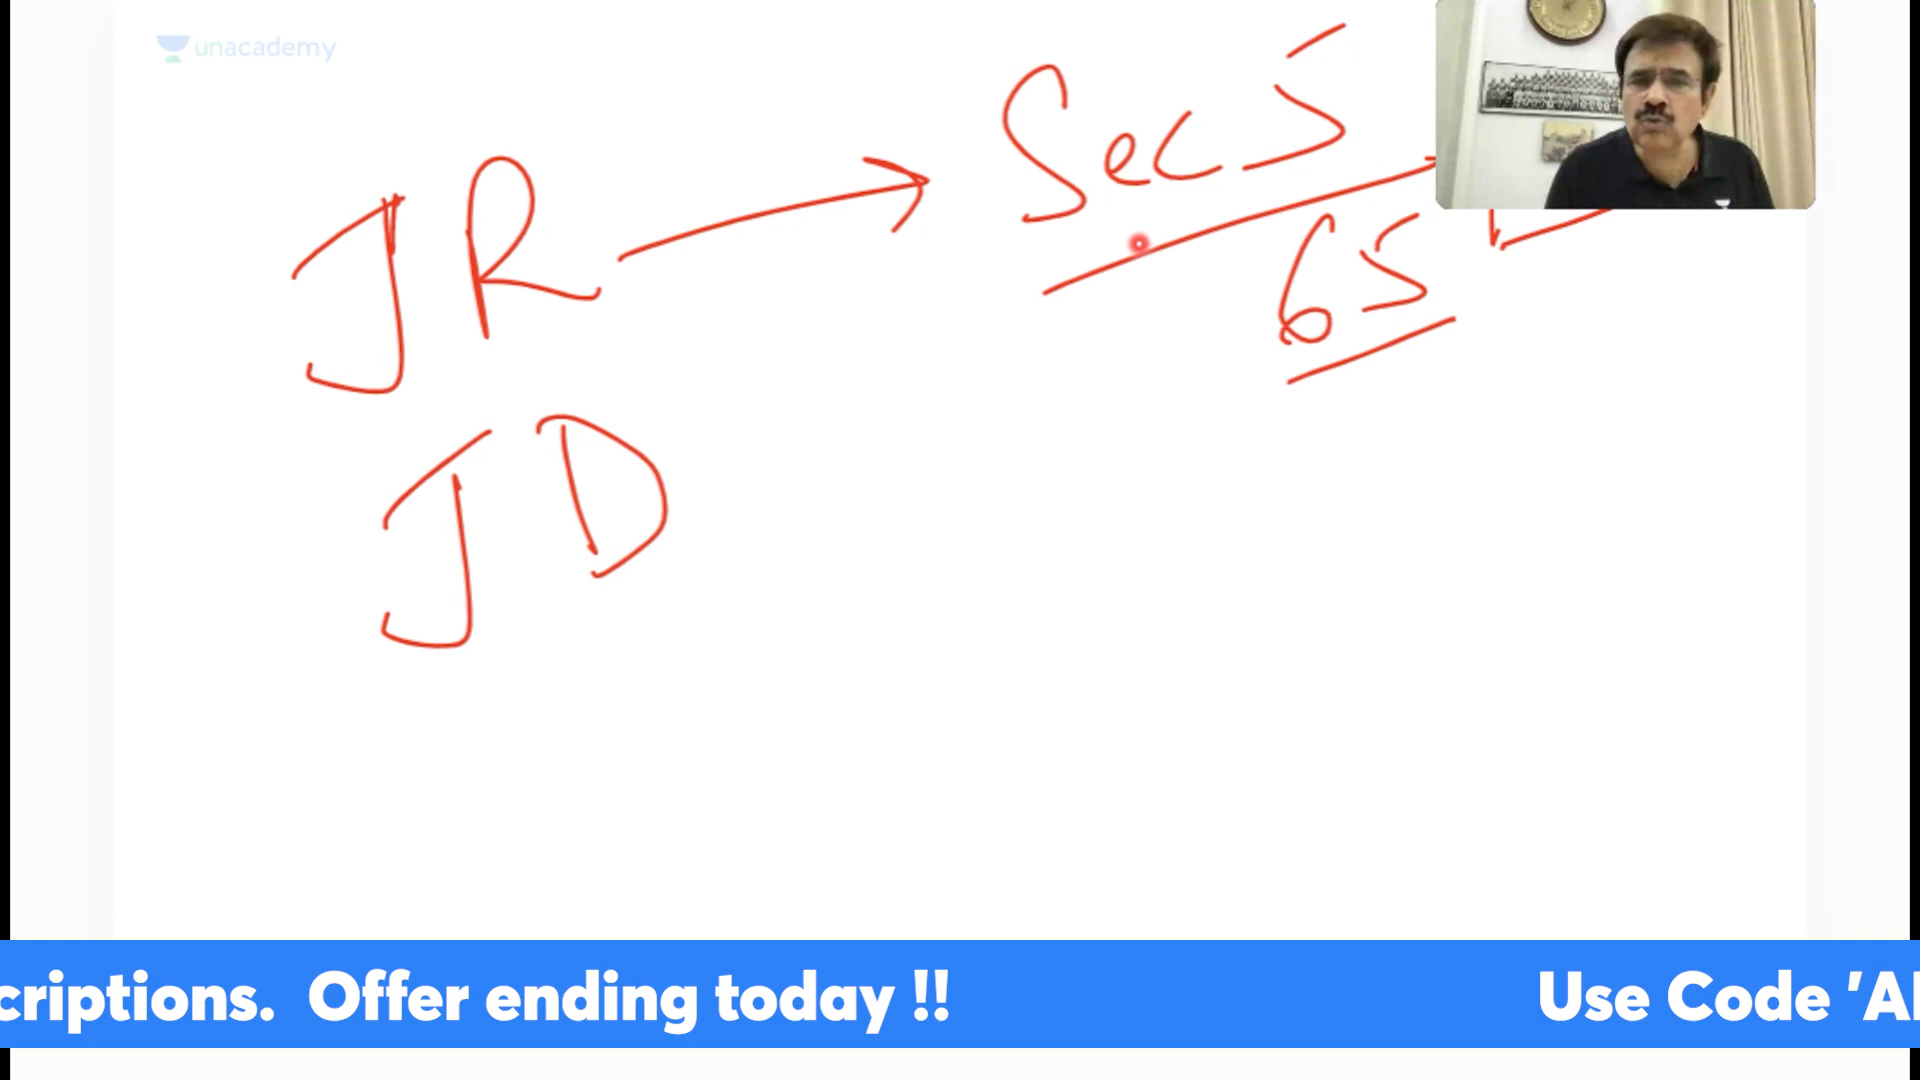 unacademy
JR → Sec 5
65
JD
criptions. Offer ending today !! Use Code 'A